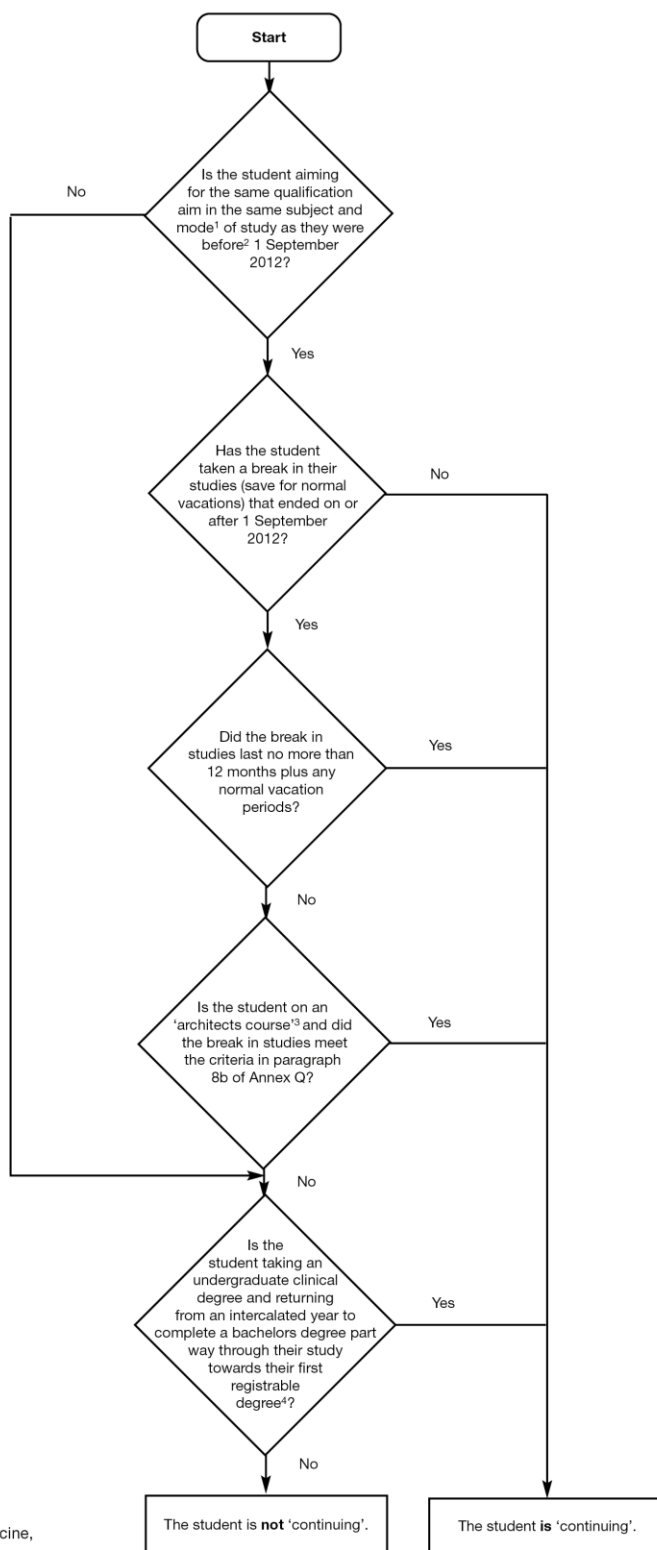 Start
Is the student aiming
for the same qualification
aim in the same subject and
mode¹ of study as they were
before² 1 September
2012?
No
Yes
Has the student
taken a break in their
studies (save for normal
vacations) that ended on or
after 1 September
2012?
No
Yes
Did the break in
studies last no more than
12 months plus any
normal vacation
periods?
Yes
No
Is the student on an
‘architects course’³ and did
the break in studies meet
the criteria in paragraph
8b of Annex Q?
Yes
No
Is the
student taking an
undergraduate clinical
degree and returning
from an intercalated year to
complete a bachelors degree part
way through their study
towards their first
registrable
degree⁴?
Yes
No
The student is not ‘continuing’.
The student is ‘continuing’.
cine,